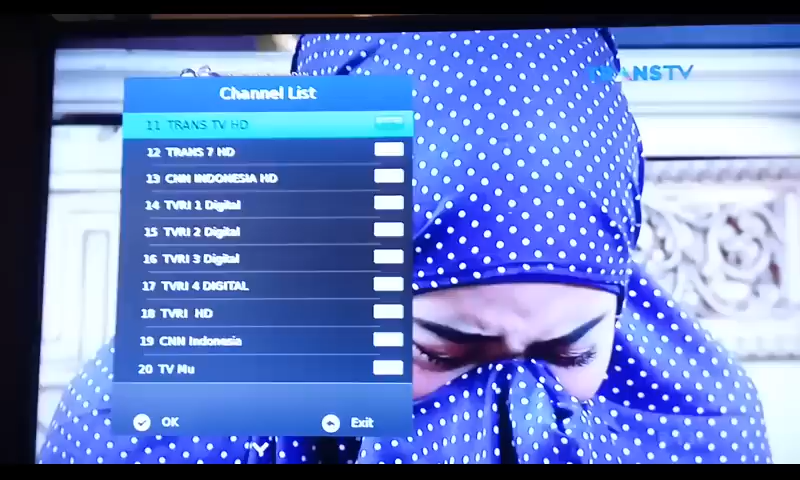 Channel List
TRANSTV
11 TRANS TV HD
12 TRANS 7 HD
13 CNN INDONESIA HD
14 TVRI 1 Digital
15 TVRI 2 Digital
16 TVRI 3 Digital
17 TVRI 4 DIGITAL
18 TVRI HD
19 CNN Indonesia
20 TV Mu
OK
Exit